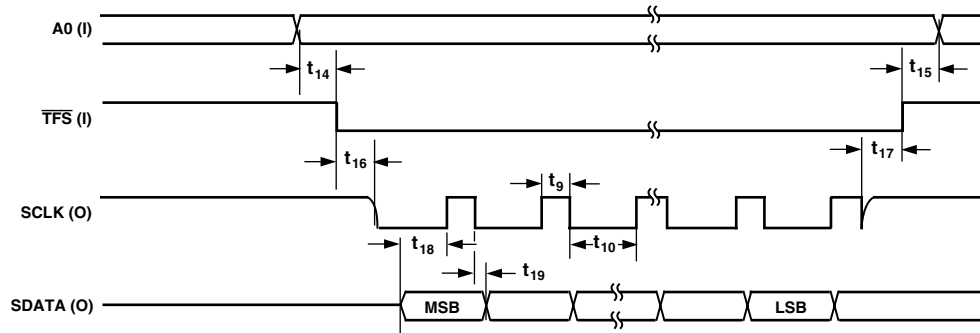 A0 (I)
t14
t15
TFS (I)
t16
t17
t9
SCLK (O)
t18
t10
t19
SDATA (O)
MSB
LSB